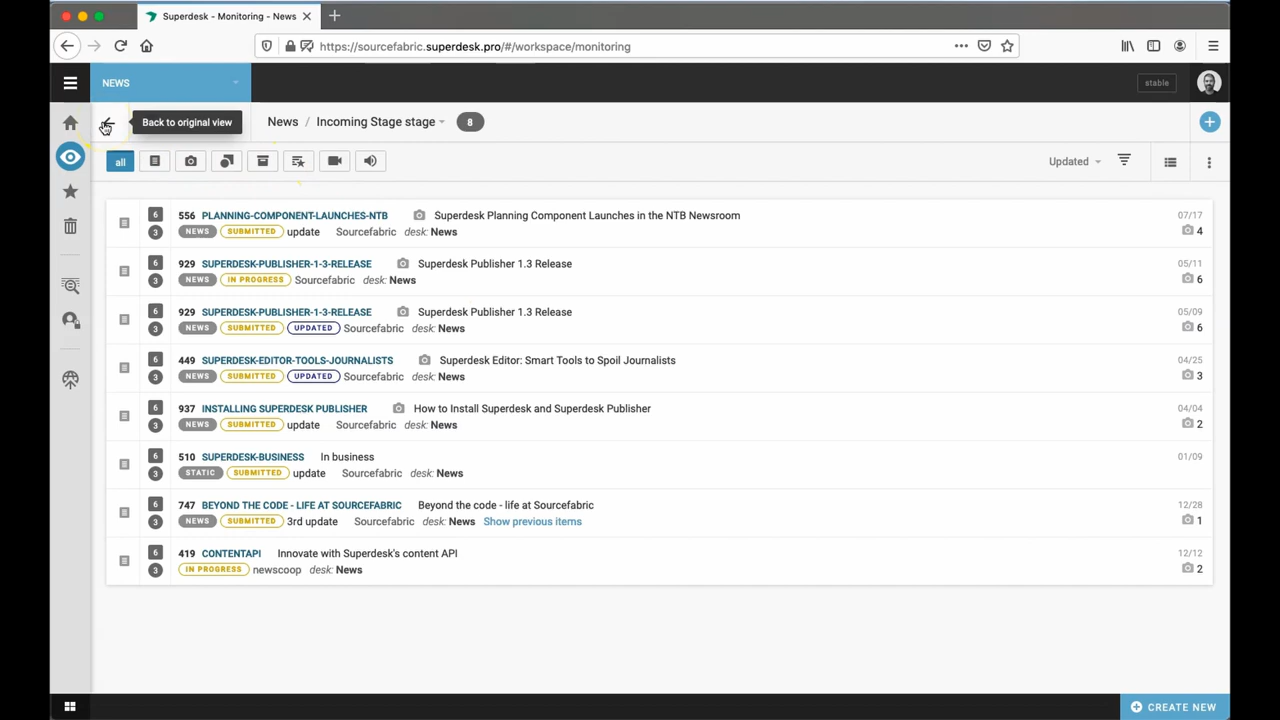 Superdesk - Monitoring - News
https://sourcefabric.superdesk.pro/#/workspace/monitoring
NEWS
stable
Back to original view
News / Incoming Stage stage 8
all
Updated
6 556 PLANNING-COMPONENT-LAUNCHES-NTB Superdesk Planning Component Launches in the NTB Newsroom 07/17
3 NEWS SUBMITTED update Sourcefabric desk: News 4
6 929 SUPERDESK-PUBLISHER-1-3-RELEASE Superdesk Publisher 1.3 Release 05/11
3 NEWS IN PROGRESS Sourcefabric desk: News 6
6 929 SUPERDESK-PUBLISHER-1-3-RELEASE Superdesk Publisher 1.3 Release 05/09
3 NEWS SUBMITTED UPDATED Sourcefabric desk: News 6
6 449 SUPERDESK-EDITOR-TOOLS-JOURNALISTS Superdesk Editor: Smart Tools to Spoil Journalists 04/25
3 NEWS SUBMITTED UPDATED Sourcefabric desk: News 3
6 937 INSTALLING SUPERDESK PUBLISHER How to Install Superdesk and Superdesk Publisher 04/04
3 NEWS SUBMITTED update Sourcefabric desk: News 2
6 510 SUPERDESK-BUSINESS In business 01/09
3 STATIC SUBMITTED update Sourcefabric desk: News
6 747 BEYOND THE CODE - LIFE AT SOURCEFABRIC Beyond the code - life at Sourcefabric 12/28
3 NEWS SUBMITTED 3rd update Sourcefabric desk: News Show previous items 1
6 419 CONTENTAPI Innovate with Superdesk's content API 12/12
3 IN PROGRESS newscoop desk: News 2
CREATE NEW